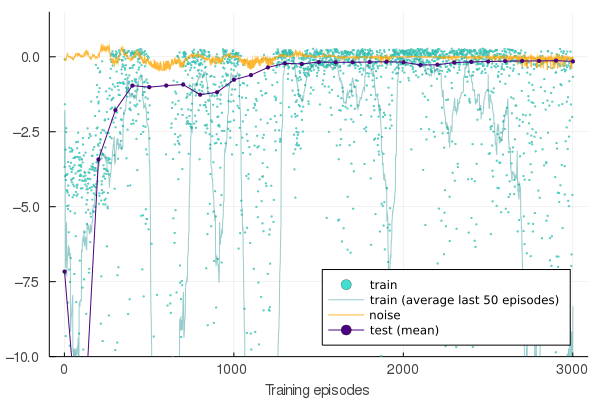 0.0
−2.5
−5.0
−7.5
−10.0
train
train (average last 50 episodes)
noise
test (mean)
0 1000 2000 3000
Training episodes